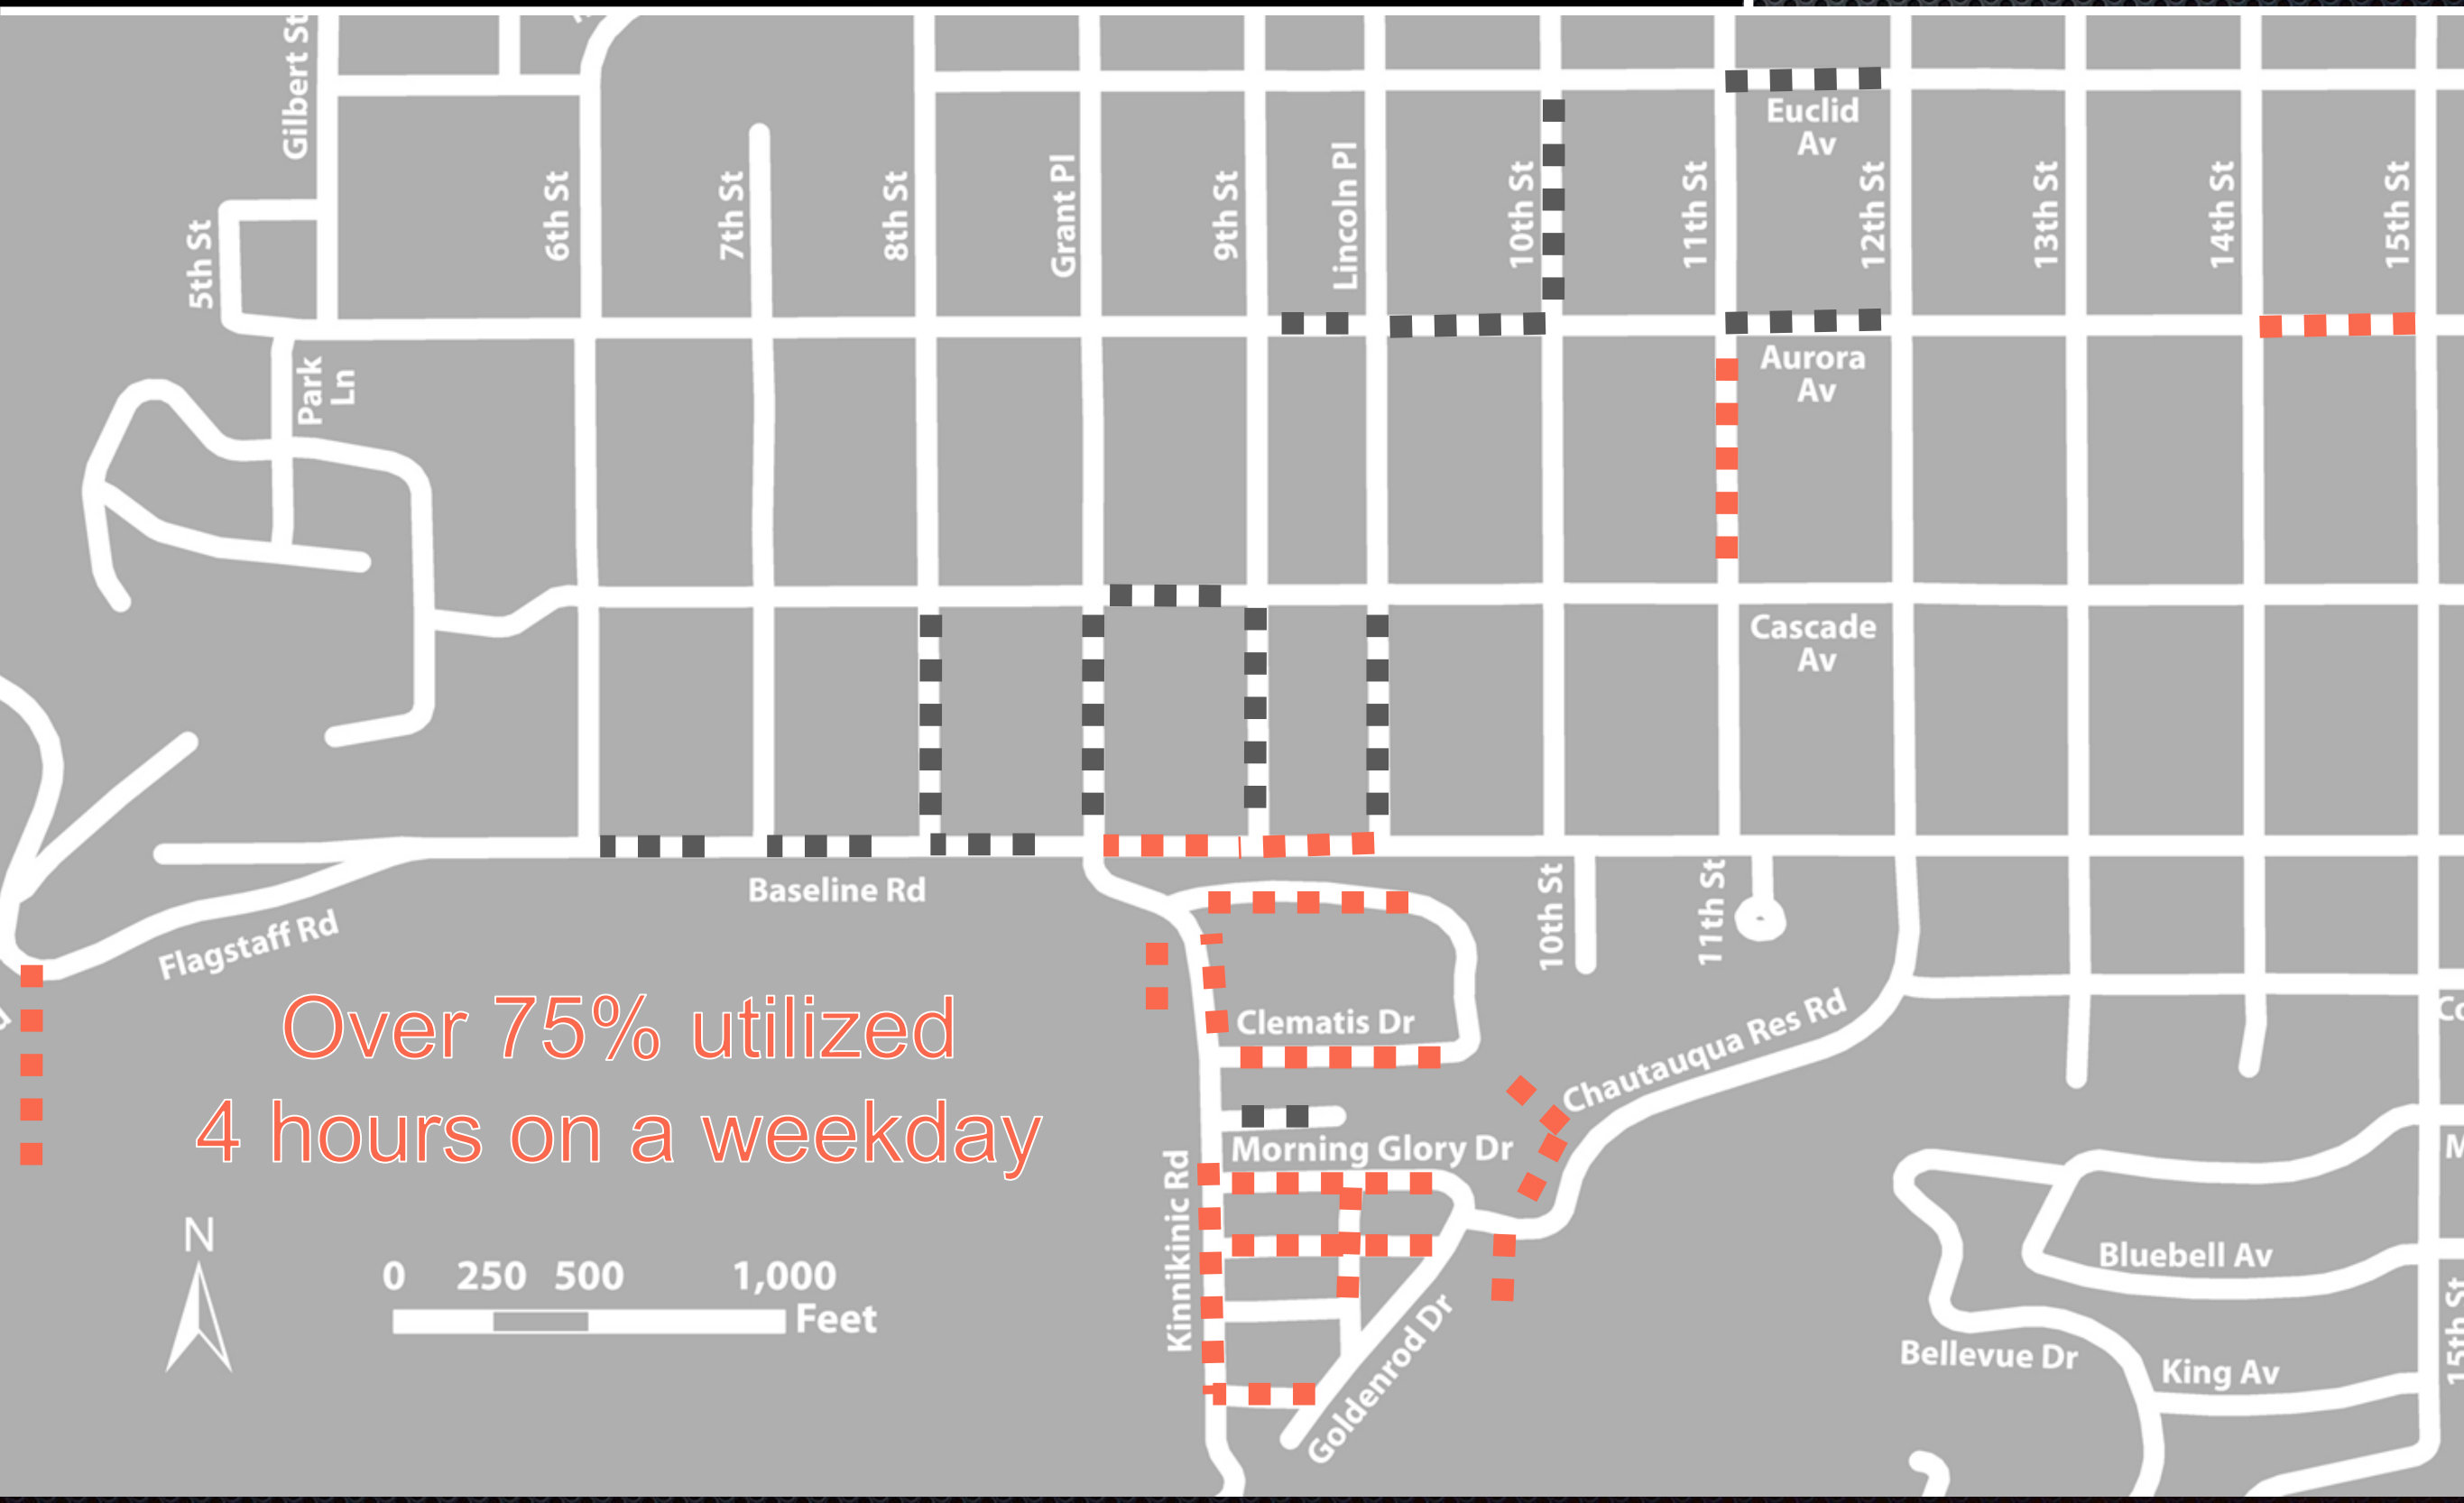 Gilbert St
Euclid
Av
5th St
6th St
7th St
8th St
Grant Pl
9th St
Lincoln Pl
10th St
11th St
12th St
13th St
14th St
15th St
Park
Ln
Aurora
Av
Cascade
Av
Baseline Rd
Flagstaff Rd
10th St
11th St
Over 75% utilized
4 hours on a weekday
Clematis Dr
Chautauqua Res Rd
Morning Glory Dr
Kinnikinic Rd
Goldenrod Dr
N
0 250 500 1,000
Feet
Bluebell Av
Bellevue Dr
King Av
15th St